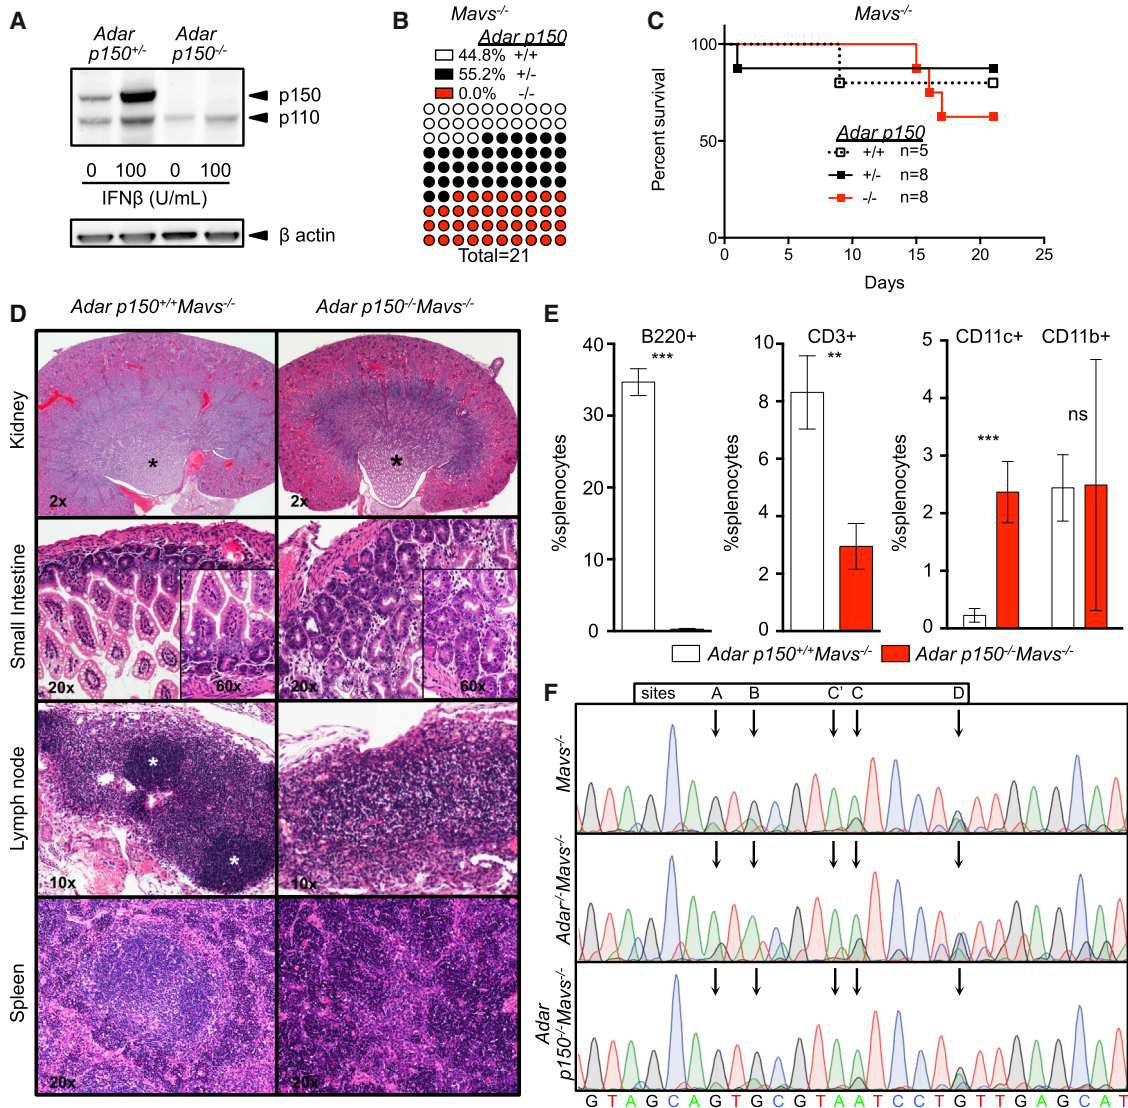 A
Adar p150+/-
Adar p150-/-
p150
p110
0 100 0 100
IFNβ (U/mL)
β actin
B
Mavs-/-
Adar p150
44.8% +/+
55.2% +/-
0.0% -/-
Total=21
C
Mavs-/-
Percent survival
100
50
0
0 5 10 15 20 25
Days
Adar p150
+/+ n=5
+/- n=8
-/- n=8
D
Adar p150+/+Mavs-/-
Adar p150-/-Mavs-/-
Kidney
*
2x
*
2x
Small Intestine
20x
60x
20x
60x
Lymph node
*
*
10x
10x
Spleen
20x
20x
E
B220+
***
%splenocytes
40
30
20
10
0
CD3+
**
%splenocytes
10
8
6
4
2
0
CD11c+ CD11b+
***
ns
%splenocytes
5
4
3
2
1
0
Adar p150+/+Mavs-/-
Adar p150-/-Mavs-/-
F
sites A B C' C D
Mavs-/-
Adar-/-Mavs-/-
Adar p150-/-Mavs-/-
G T A G C A G T G C G T A A T C C T G T T G A G C A T